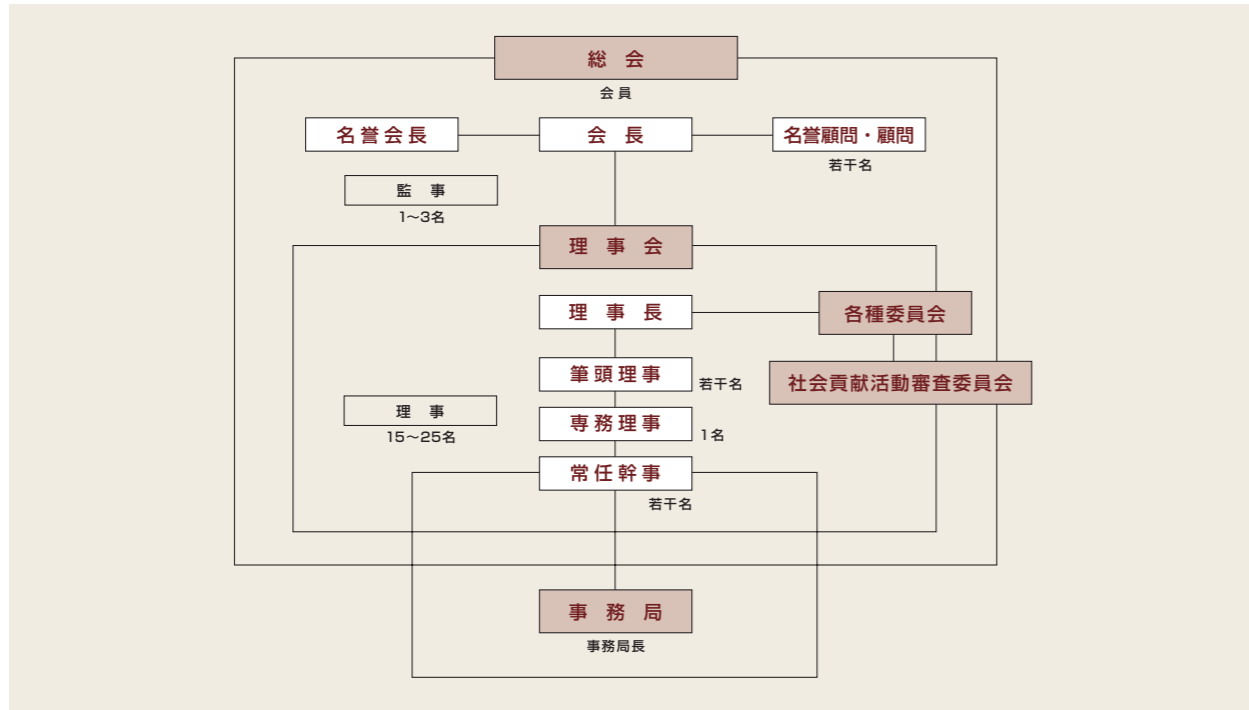 総会
会員
名誉会長
会長
名誉顧問・顧問
若干名
監事
1〜3名
理事会
理事長
各種委員会
筆頭理事
若干名
社会貢献活動審査委員会
理事
15〜25名
専務理事
1名
常任幹事
若干名
事務局
事務局長